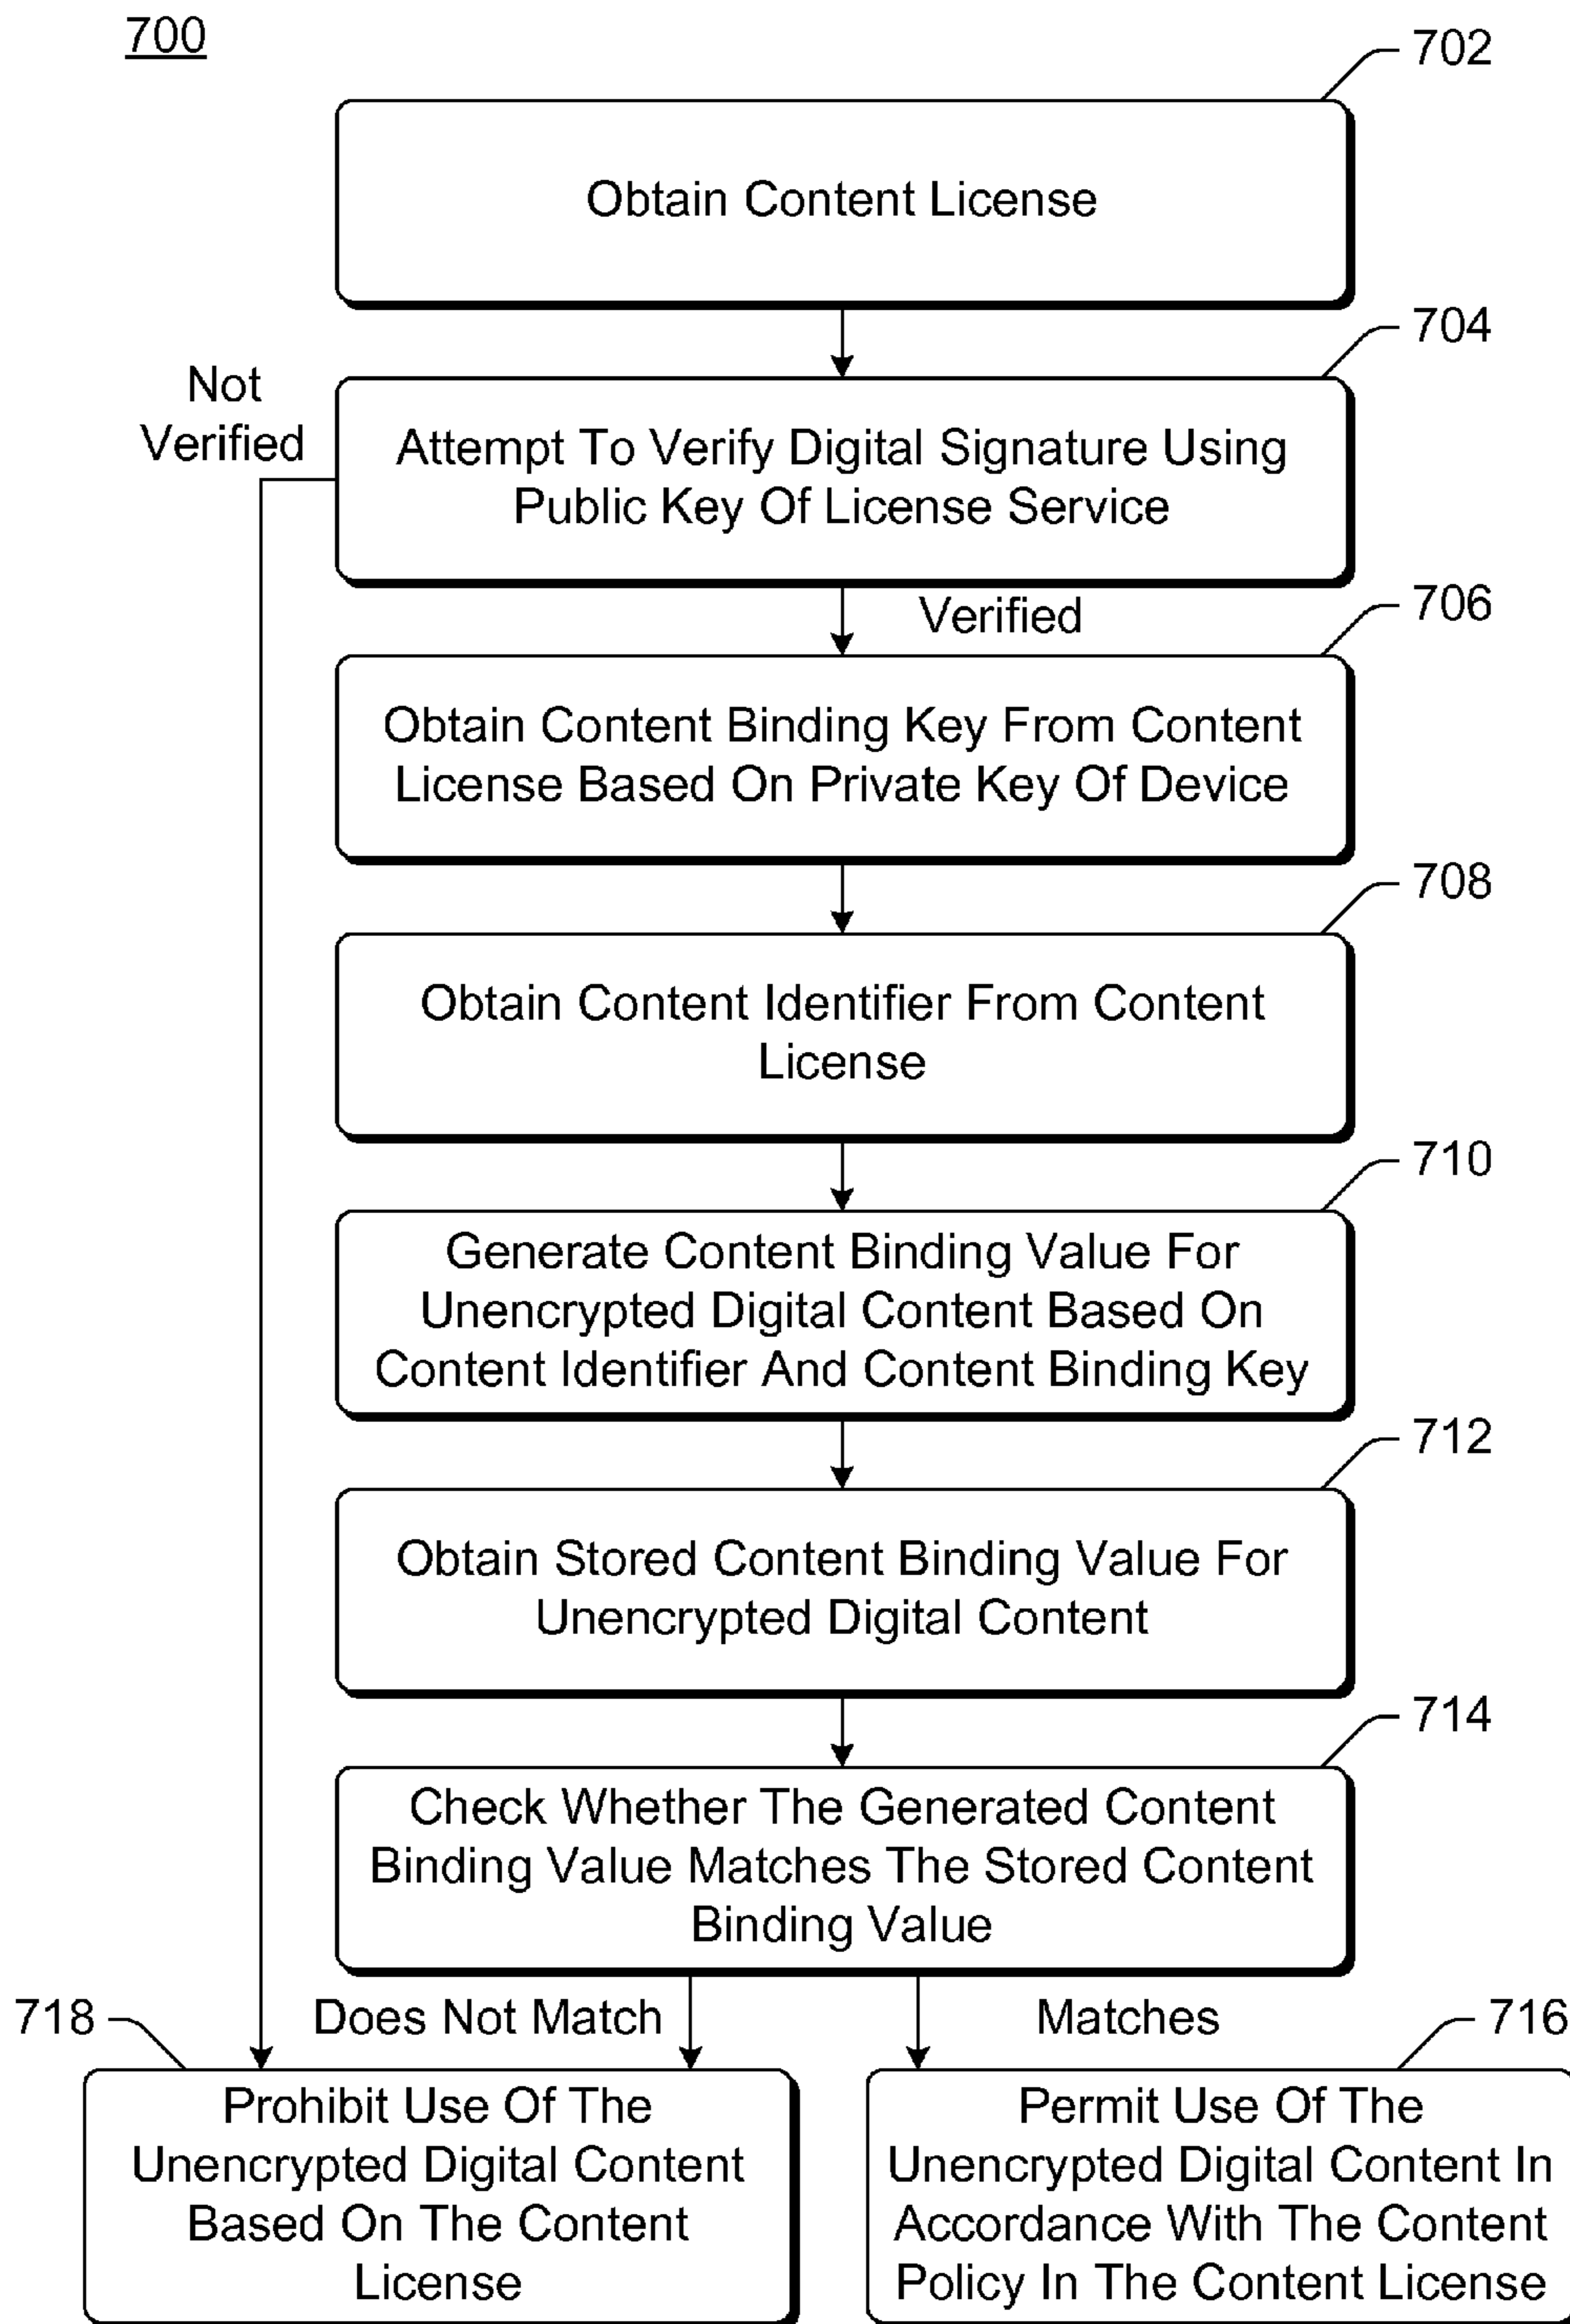 700
702
Obtain Content License
704
Not
Verified
Attempt To Verify Digital Signature Using
Public Key Of License Service
Verified
706
Obtain Content Binding Key From Content
License Based On Private Key Of Device
708
Obtain Content Identifier From Content
License
710
Generate Content Binding Value For
Unencrypted Digital Content Based On
Content Identifier And Content Binding Key
712
Obtain Stored Content Binding Value For
Unencrypted Digital Content
714
Check Whether The Generated Content
Binding Value Matches The Stored Content
Binding Value
718
Does Not Match
Matches
716
Prohibit Use Of The
Unencrypted Digital Content
Based On The Content
License
Permit Use Of The
Unencrypted Digital Content In
Accordance With The Content
Policy In The Content License